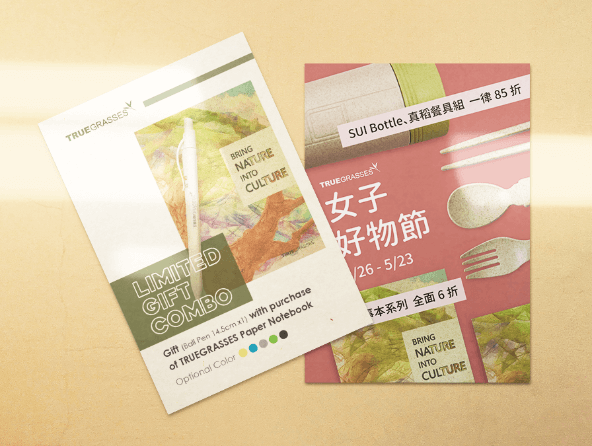 TRUEGRASSES
BRING
NATURE
INTO
CULTURE
LIMITED
GIFT
COMBO
Gift (Ball Pen 14.5cm x1) with purchase
of TRUEGRASSES Paper Notebook
Optional Color
SUI Bottle、真稻餐具組 一律 85 折
TRUEGRASSES
女子
好物節
/26 - 5/23
本系列 全面 6 折
BRING
NATURE
INTO
CULTURE